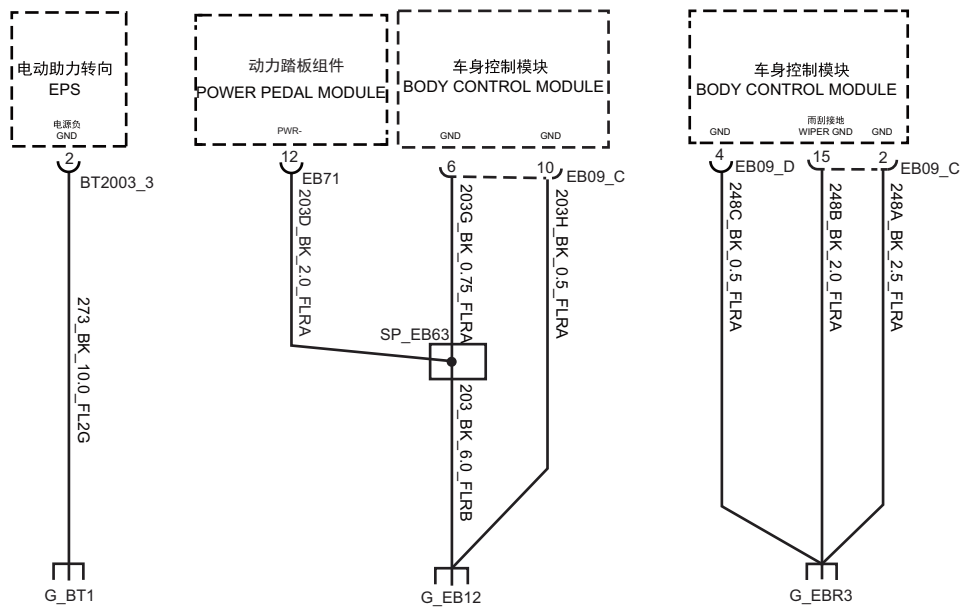 电动助力转向
EPS
电源负
GND
2
BT2003_3
273_BK_10.0_FL2G
G_BT1
动力踏板组件
POWER PEDAL MODULE
PWR-
12
EB71
203D_BK_2.0_FLRA
车身控制模块
BODY CONTROL MODULE
GND
GND
6
10
EB09_C
203G_BK_0.75_FLRA
203H_BK_0.5_FLRA
SP_EB63
203_BK_6.0_FLRB
G_EB12
车身控制模块
BODY CONTROL MODULE
GND
雨刮接地
WIPER GND
GND
4
EB09_D
15
2
EB09_C
248C_BK_0.5_FLRA
248B_BK_2.0_FLRA
248A_BK_2.5_FLRA
G_EBR3